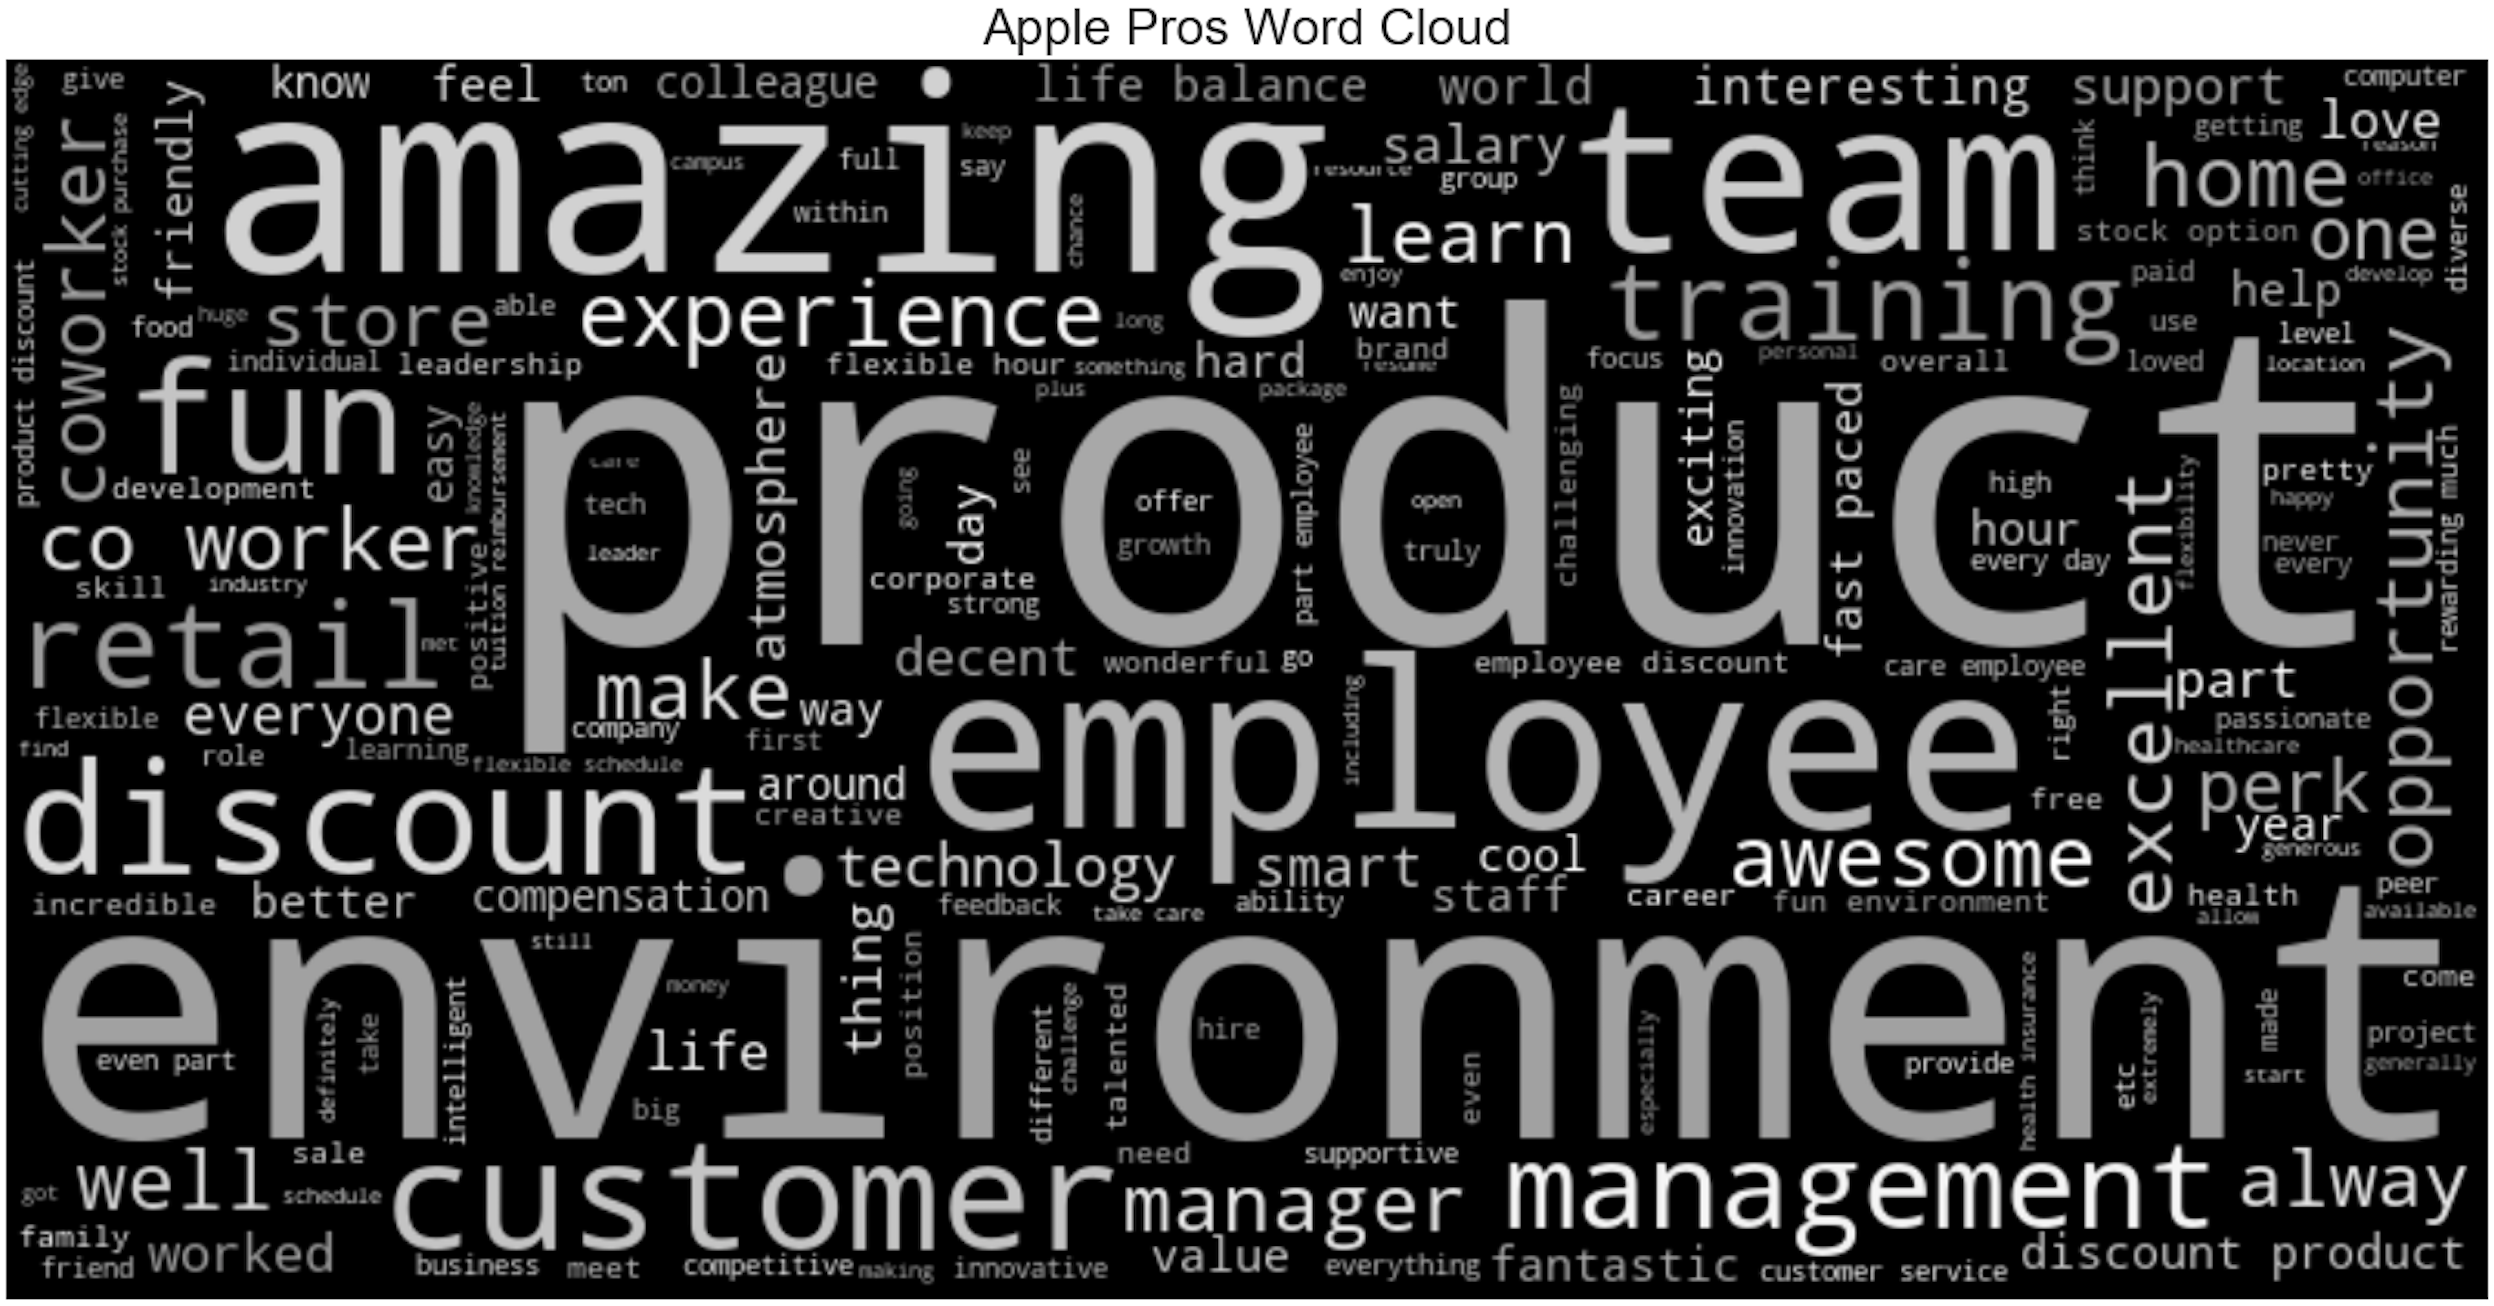 Apple Pros Word Cloud
cutting edge
give
know
feel
ton
colleague
life balance
world
interesting
support
computer
coworker
stock purchase
friendly
amazing
campus
full
within
keep
say
chance
resource
salary
group
learn
enjoy
team
think
getting
love
reason
home
office
stock option
one
diverse
product discount
food
huge
store
able
experience
long
want
training
paid
help
develop
use
level
fun
individual
leadership
flexible hour
something
hard
brand
resume
focus
personal
overall
loved
location
plus
package
development
easy
knowledge
tuition reimbursement
product
care
tech
leader
atmosphere
going
day
see
offer
growth
part employee
open
truly
challenging
exciting
innovation
fast paced
high
hour
every day
excellent
flexibility
pretty
happy
never
every
opportunity
rewarding much
co worker
skill
industry
positive
corporate
strong
retail
met
make
decent
wonderful
go
employee discount
care employee
part
flexible
everyone
company
way
first
employee
including
right
passionate
healthcare
find
role
learning
flexible schedule
discount
around
creative
free
perk
year
generous
technology
smart
cool
awesome
incredible
better
compensation
feedback
take care
ability
staff
career
fun environment
health
allow
peer
available
environment
still
money
thing
position
come
even part
definitely
take
intelligent
life
big
different
challenge
talented
hire
even
especially
provide
health insurance
etc
extremely
made
start
project
generally
well
sale
customer
need
supportive
management
alway
got
schedule
manager
family
friend
worked
business
meet
competitive
making
innovative
value
everything
fantastic
customer service
discount product